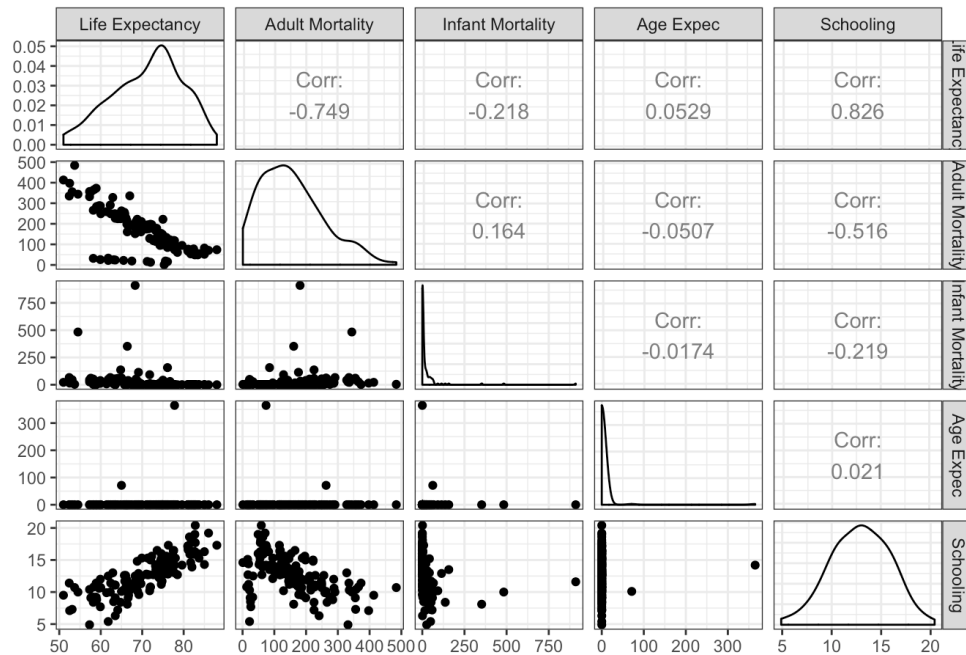 Life Expectancy Adult Mortality Infant Mortality Age Expec Schooling
0.05
0.04
0.03
0.02
0.01
0.00
Corr:
-0.749
Corr:
-0.218
Corr:
0.0529
Corr:
0.826
ife Expectanc
500
400
300
200
100
0
Corr:
0.164
Corr:
-0.0507
Corr:
-0.516
Adult Mortality
750
500
250
0
Corr:
-0.0174
Corr:
-0.219
Infant Mortality
300
200
100
0
Corr:
0.021
Age Expec
20
15
10
5
Schooling
50 60 70 80 0 100 200 300 400 500 0 250 500 750 0 100 200 300 5 10 15 20